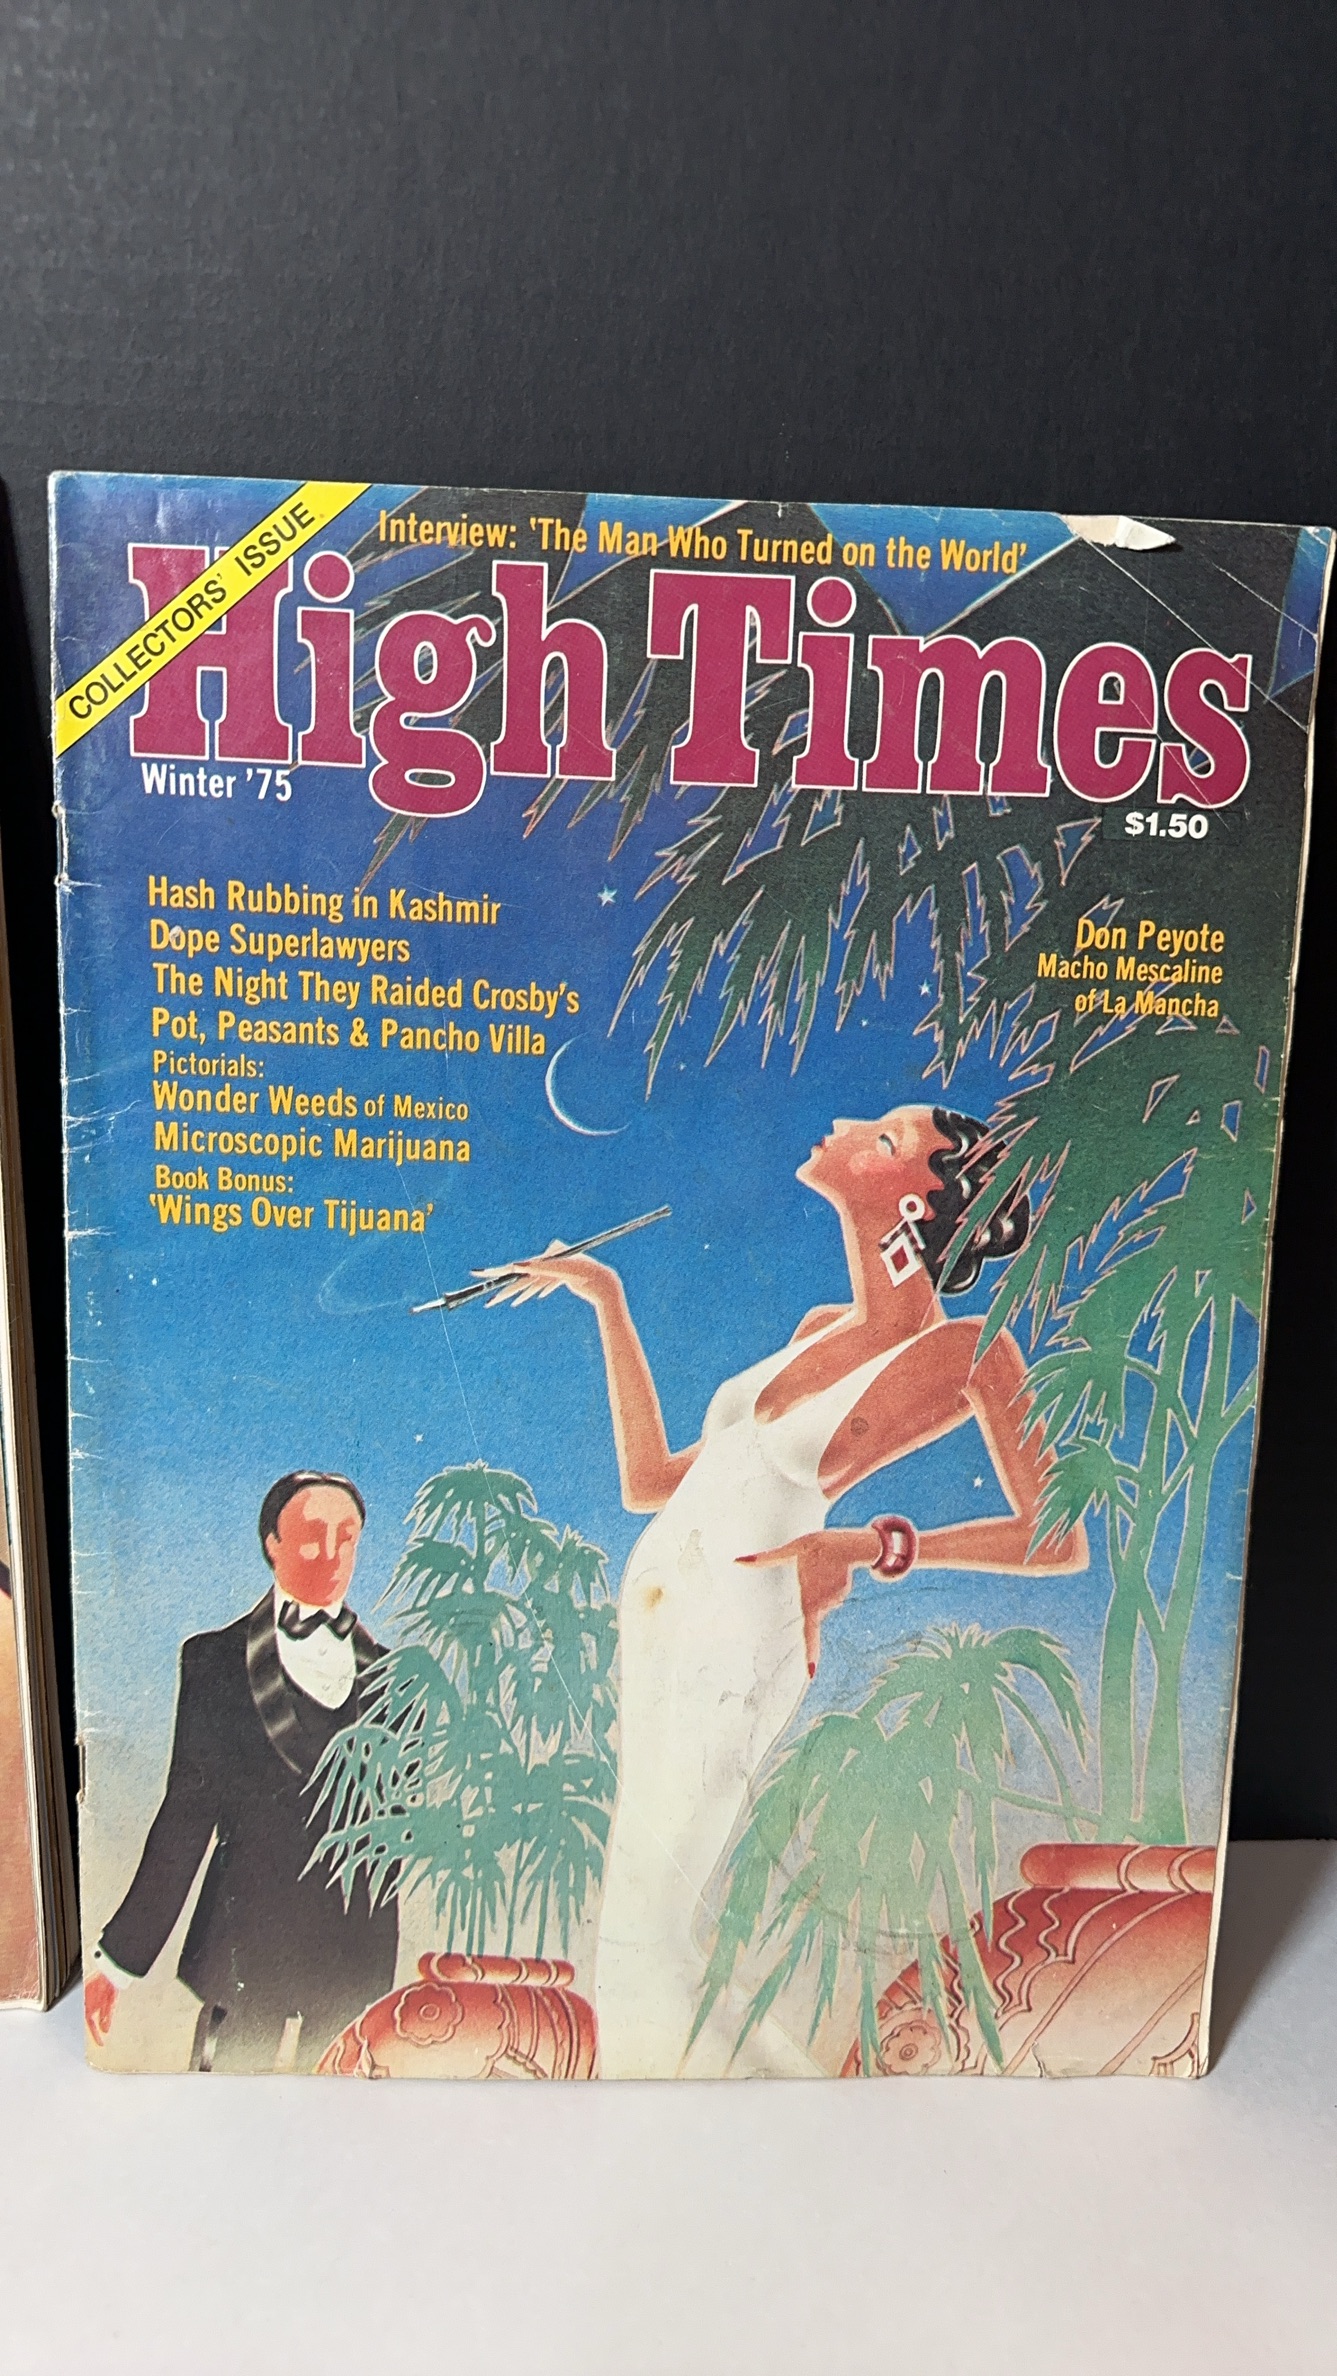 COLLECTORS' ISSUE
Interview: 'The Man Who Turned on the World'
High Times
Winter '75
$1.50
Hash Rubbing in Kashmir
Dope Superlawyers
The Night They Raided Crosby's
Pot, Peasants & Pancho Villa
Pictorials:
Wonder Weeds of Mexico
Microscopic Marijuana
Book Bonus:
'Wings Over Tijuana'
Don Peyote
Macho Mescaline
of La Mancha